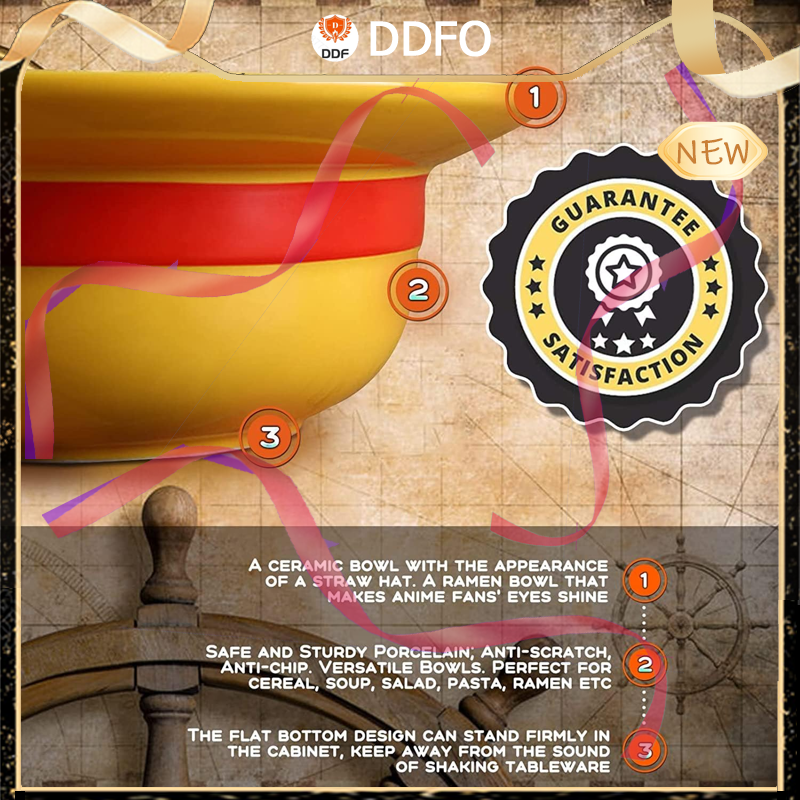 DDF
DDFO
D
1
NEW
GUARANTEE
SATISFACTION
2
3
A CERAMIC BOWL WITH THE APPEARANCE
OF A STRAW HAT. A RAMEN BOWL THAT
MAKES ANIME FANS' EYES SHINE
1
SAFE AND STURDY PORCELAIN; ANTI-SCRATCH,
ANTI-CHIP. VERSATILE BOWLS. PERFECT FOR
CEREAL, SOUP, SALAD, PASTA, RAMEN ETC
2
THE FLAT BOTTOM DESIGN CAN STAND FIRMLY IN
THE CABINET, KEEP AWAY FROM THE SOUND
OF SHAKING TABLEWARE
3